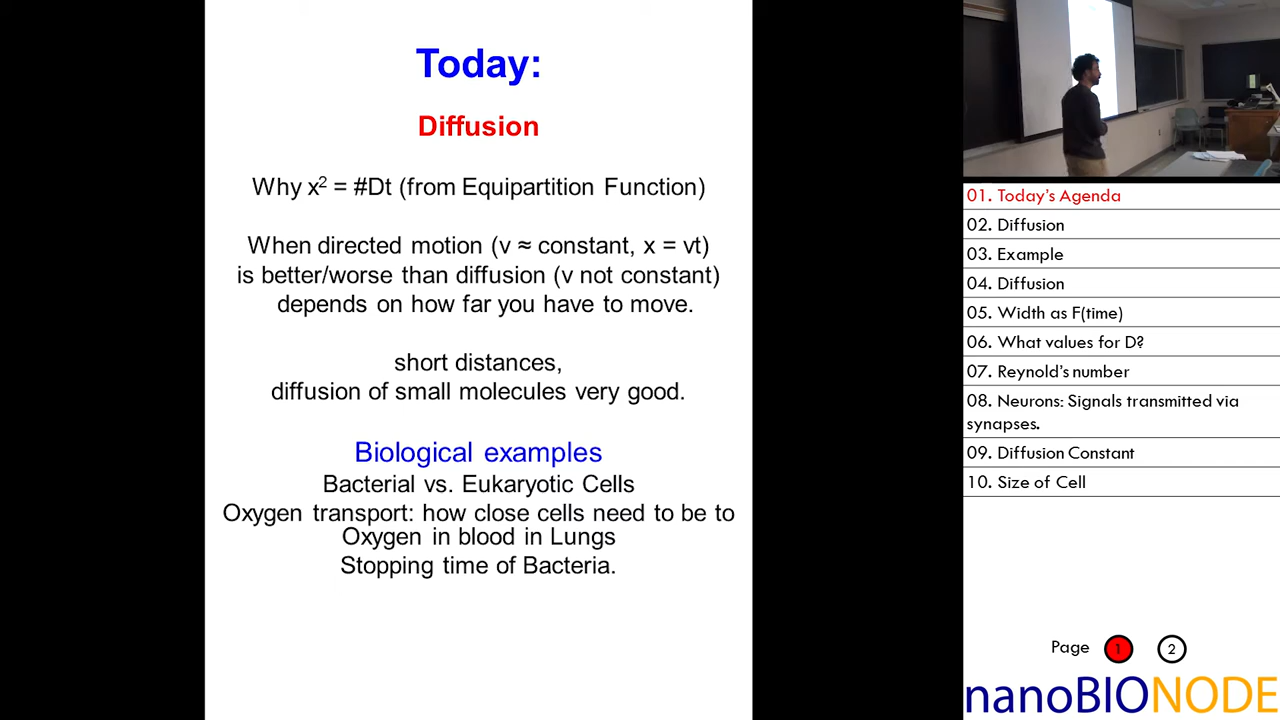 Today:
Diffusion
Why x² = #Dt (from Equipartition Function)
When directed motion (v ≈ constant, x = vt)
is better/worse than diffusion (v not constant)
depends on how far you have to move.
short distances,
diffusion of small molecules very good.
Biological examples
Bacterial vs. Eukaryotic Cells
Oxygen transport: how close cells need to be to
Oxygen in blood in Lungs
Stopping time of Bacteria.
01. Today's Agenda
02. Diffusion
03. Example
04. Diffusion
05. Width as F(time)
06. What values for D?
07. Reynold's number
08. Neurons: Signals transmitted via
synapses.
09. Diffusion Constant
10. Size of Cell
Page 1 2
nanoBIONODE